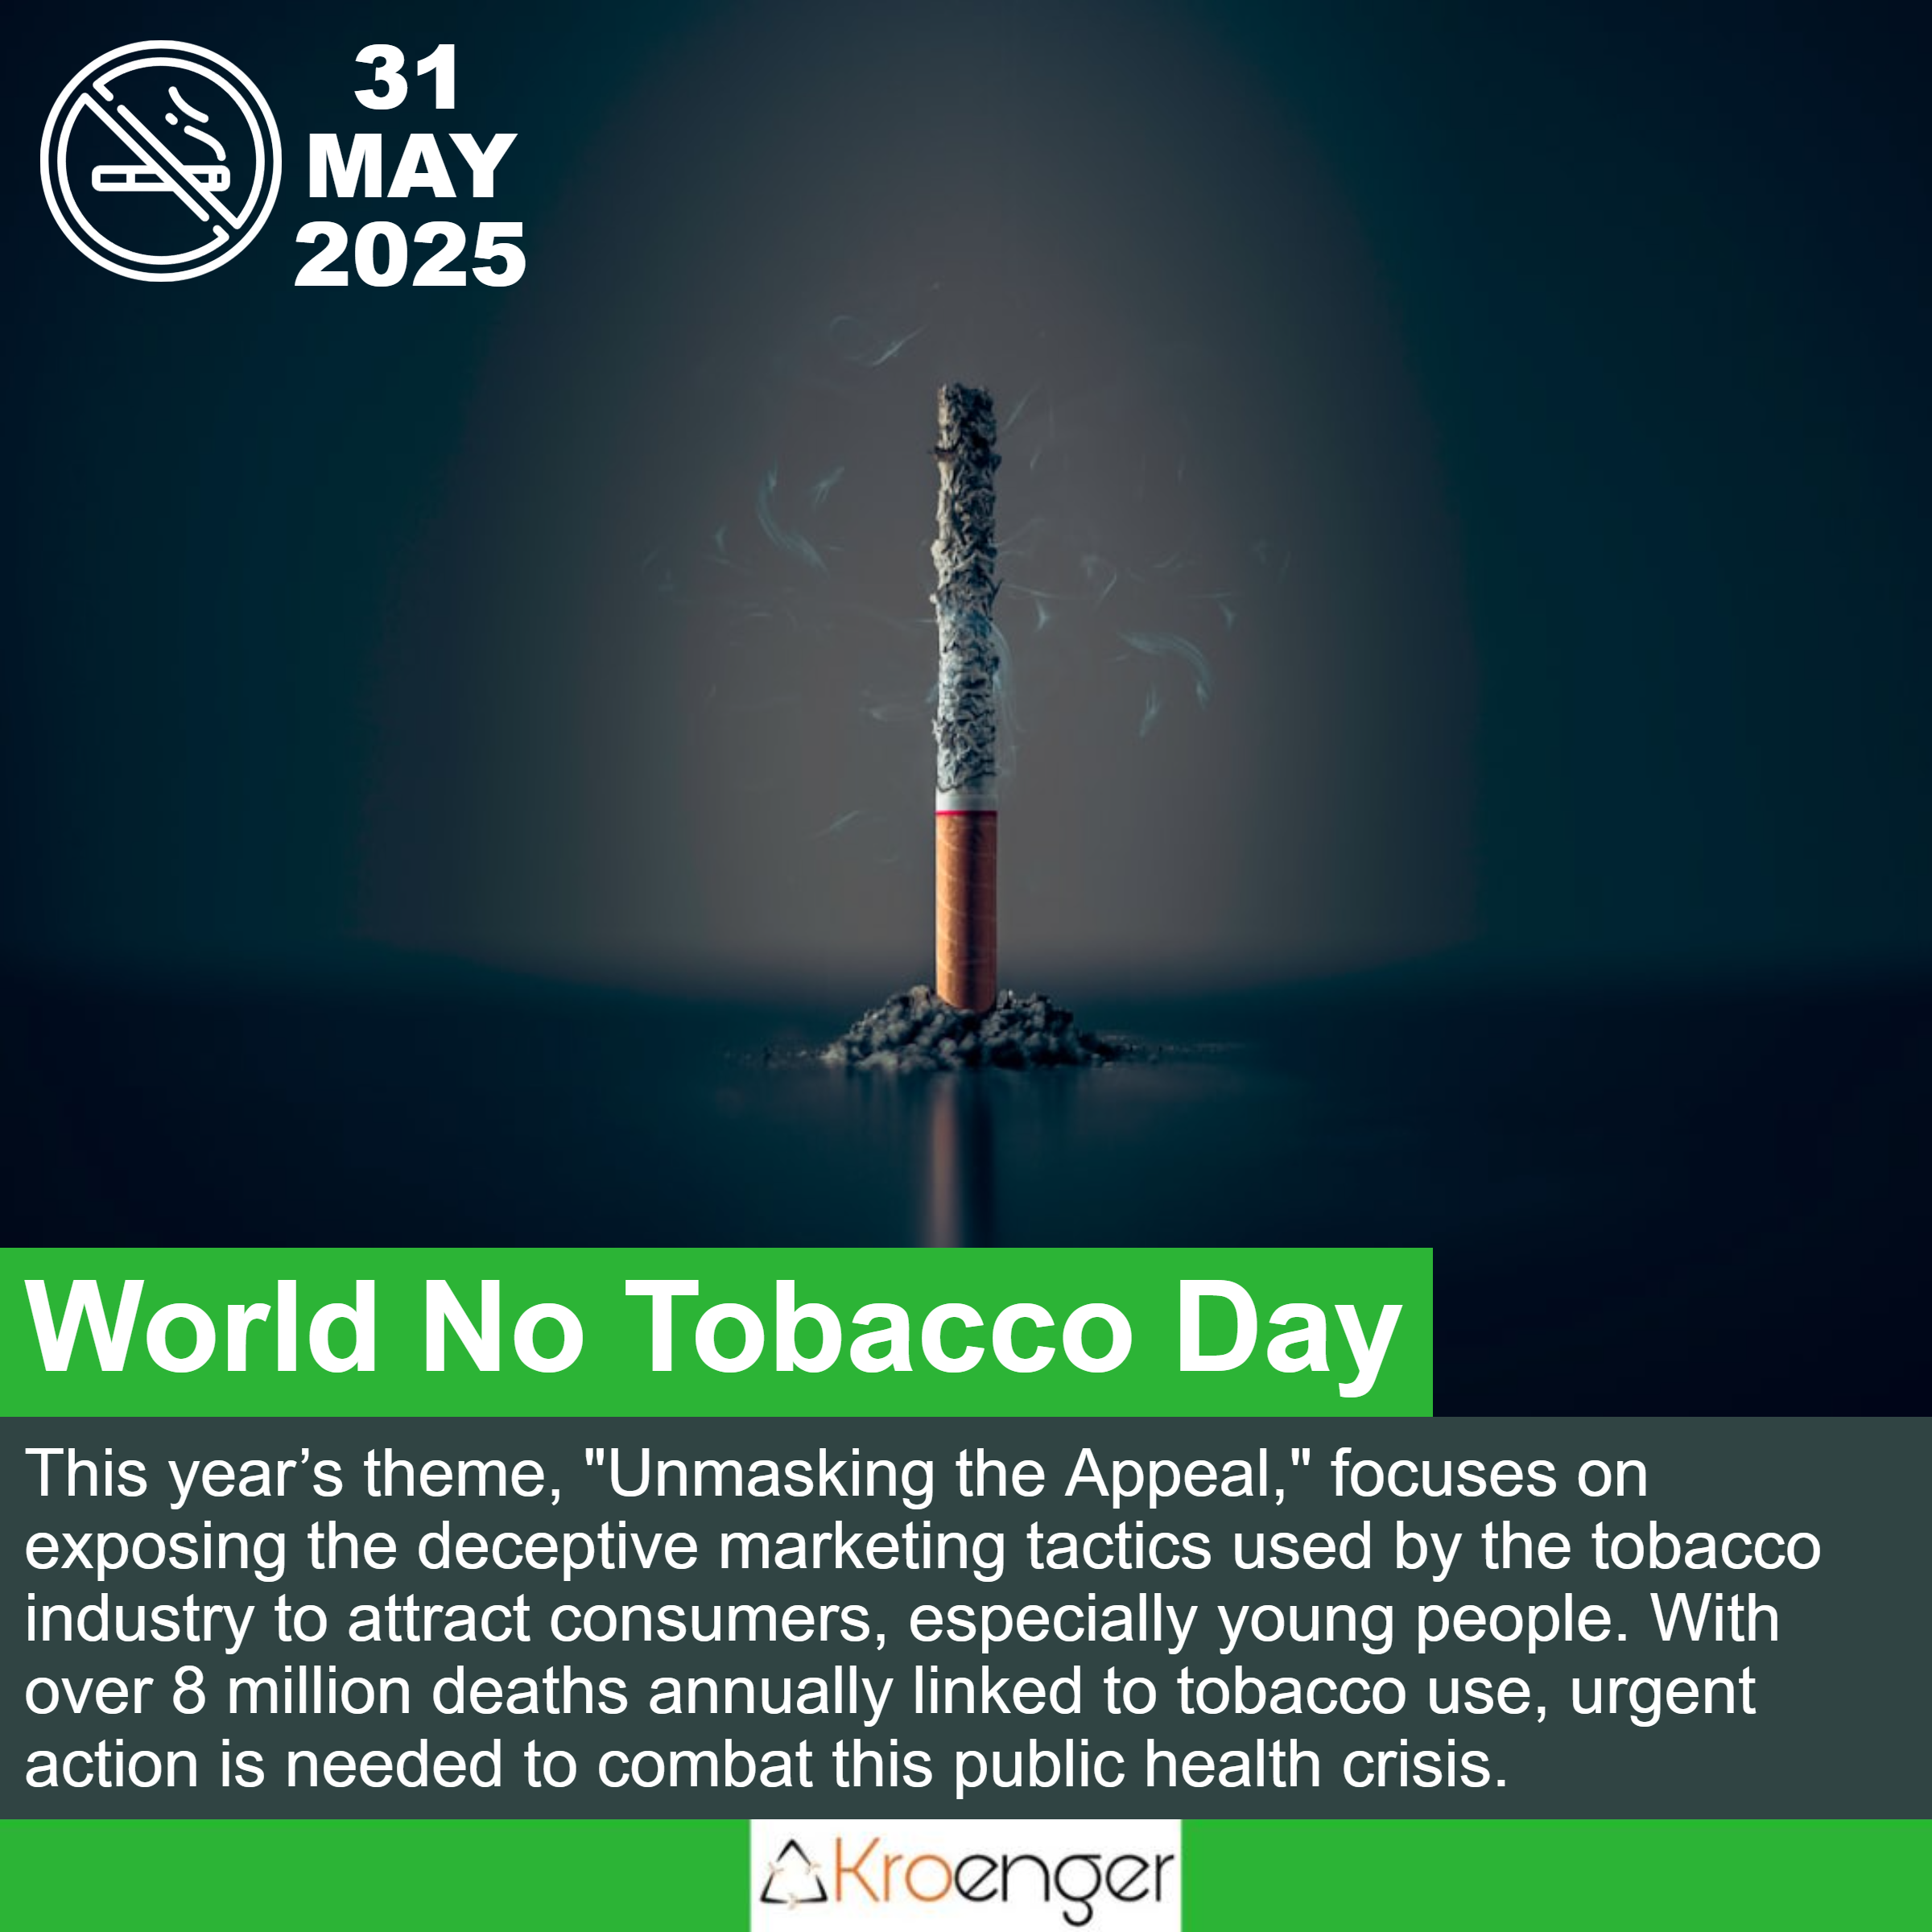 31
MAY
2025
World No Tobacco Day
This year’s theme, "Unmasking the Appeal," focuses on
exposing the deceptive marketing tactics used by the tobacco
industry to attract consumers, especially young people. With
over 8 million deaths annually linked to tobacco use, urgent
action is needed to combat this public health crisis.
Kroenger